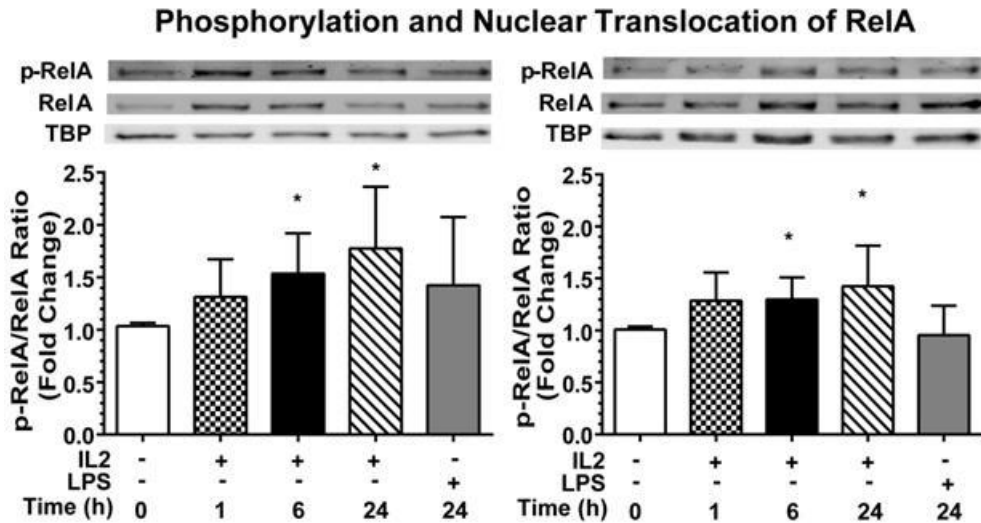 Phosphorylation and Nuclear Translocation of RelA
p-RelA
RelA
TBP
p-RelA/RelA Ratio
(Fold Change)
2.5
2.0
1.5
1.0
0.5
0.0
* *
IL2 - + + + -
LPS +
Time (h) 0 1 6 24 24
p-RelA
RelA
TBP
p-RelA/RelA Ratio
(Fold Change)
2.5
2.0
1.5
1.0
0.5
0.0
* *
IL2 - + + + -
LPS +
Time (h) 0 1 6 24 24